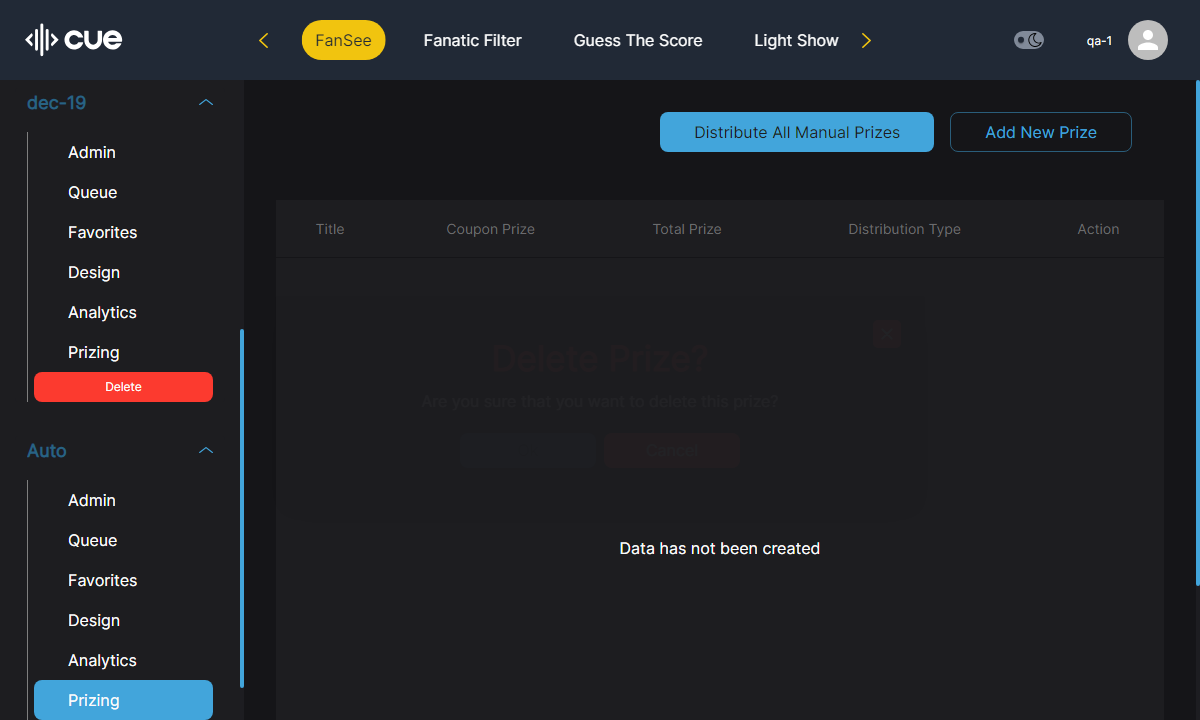 cue
FanSee
Fanatic Filter
Guess The Score
Light Show
qa-1
dec-19
Admin
Queue
Favorites
Design
Analytics
Prizing
Delete
Auto
Admin
Queue
Favorites
Design
Analytics
Prizing
Distribute All Manual Prizes
Add New Prize
Title Coupon Prize Total Prize Distribution Type Action
Delete Prize?
Are you sure that you want to delete this prize?
Cancel
Data has not been created